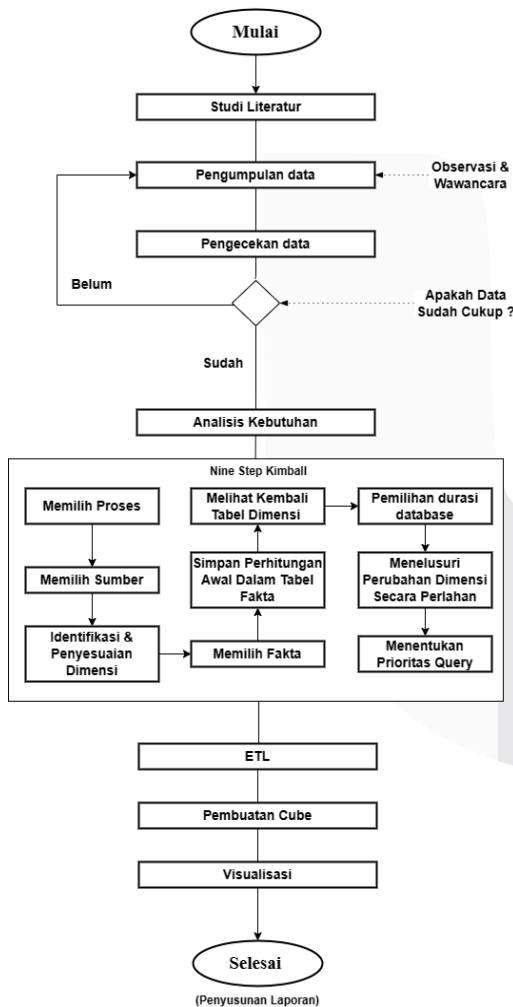 Mulai
Studi Literatur
Pengumpulan data
Observasi &
Wawancara
Pengecekan data
Belum
Apakah Data
Sudah Cukup ?
Sudah
Analisis Kebutuhan
Nine Step Kimball
Memilih Proses
Memilih Sumber
Identifikasi &
Penyesuaian
Dimensi
Memilih Fakta
Simpan Perhitungan
Awal Dalam Tabel
Fakta
Melihat Kembali
Tabel Dimensi
Pemilihan durasi
database
Menelusuri
Perubahan Dimensi
Secara Perlahan
Menentukan
Prioritas Query
ETL
Pembuatan Cube
Visualisasi
Selesai
(Penyusunan Laporan)